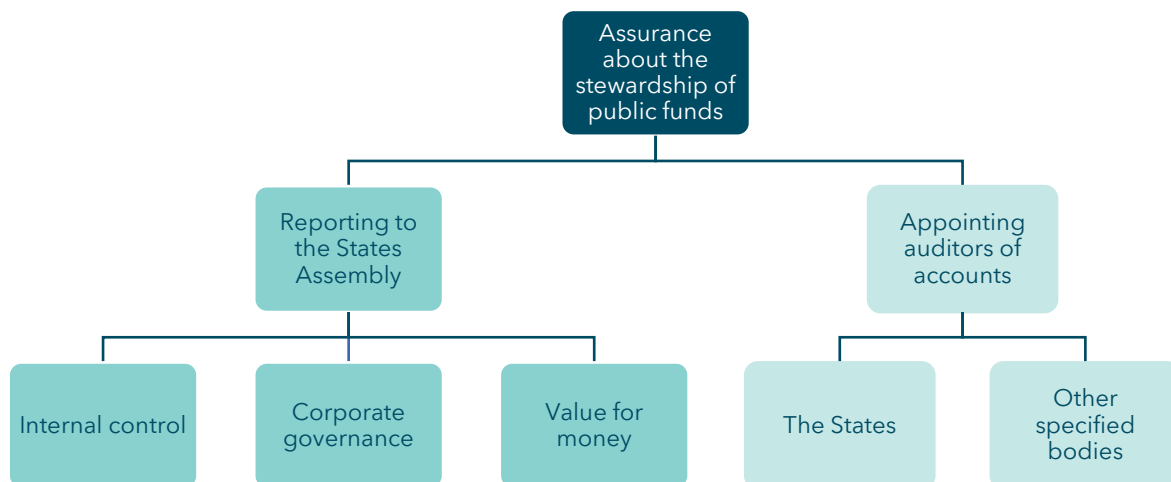 Assurance
about the
stewardship of
public funds
Reporting to
the States
Assembly
Appointing
auditors of
accounts
Internal control
Corporate
governance
Value for
money
The States
Other
specified
bodies